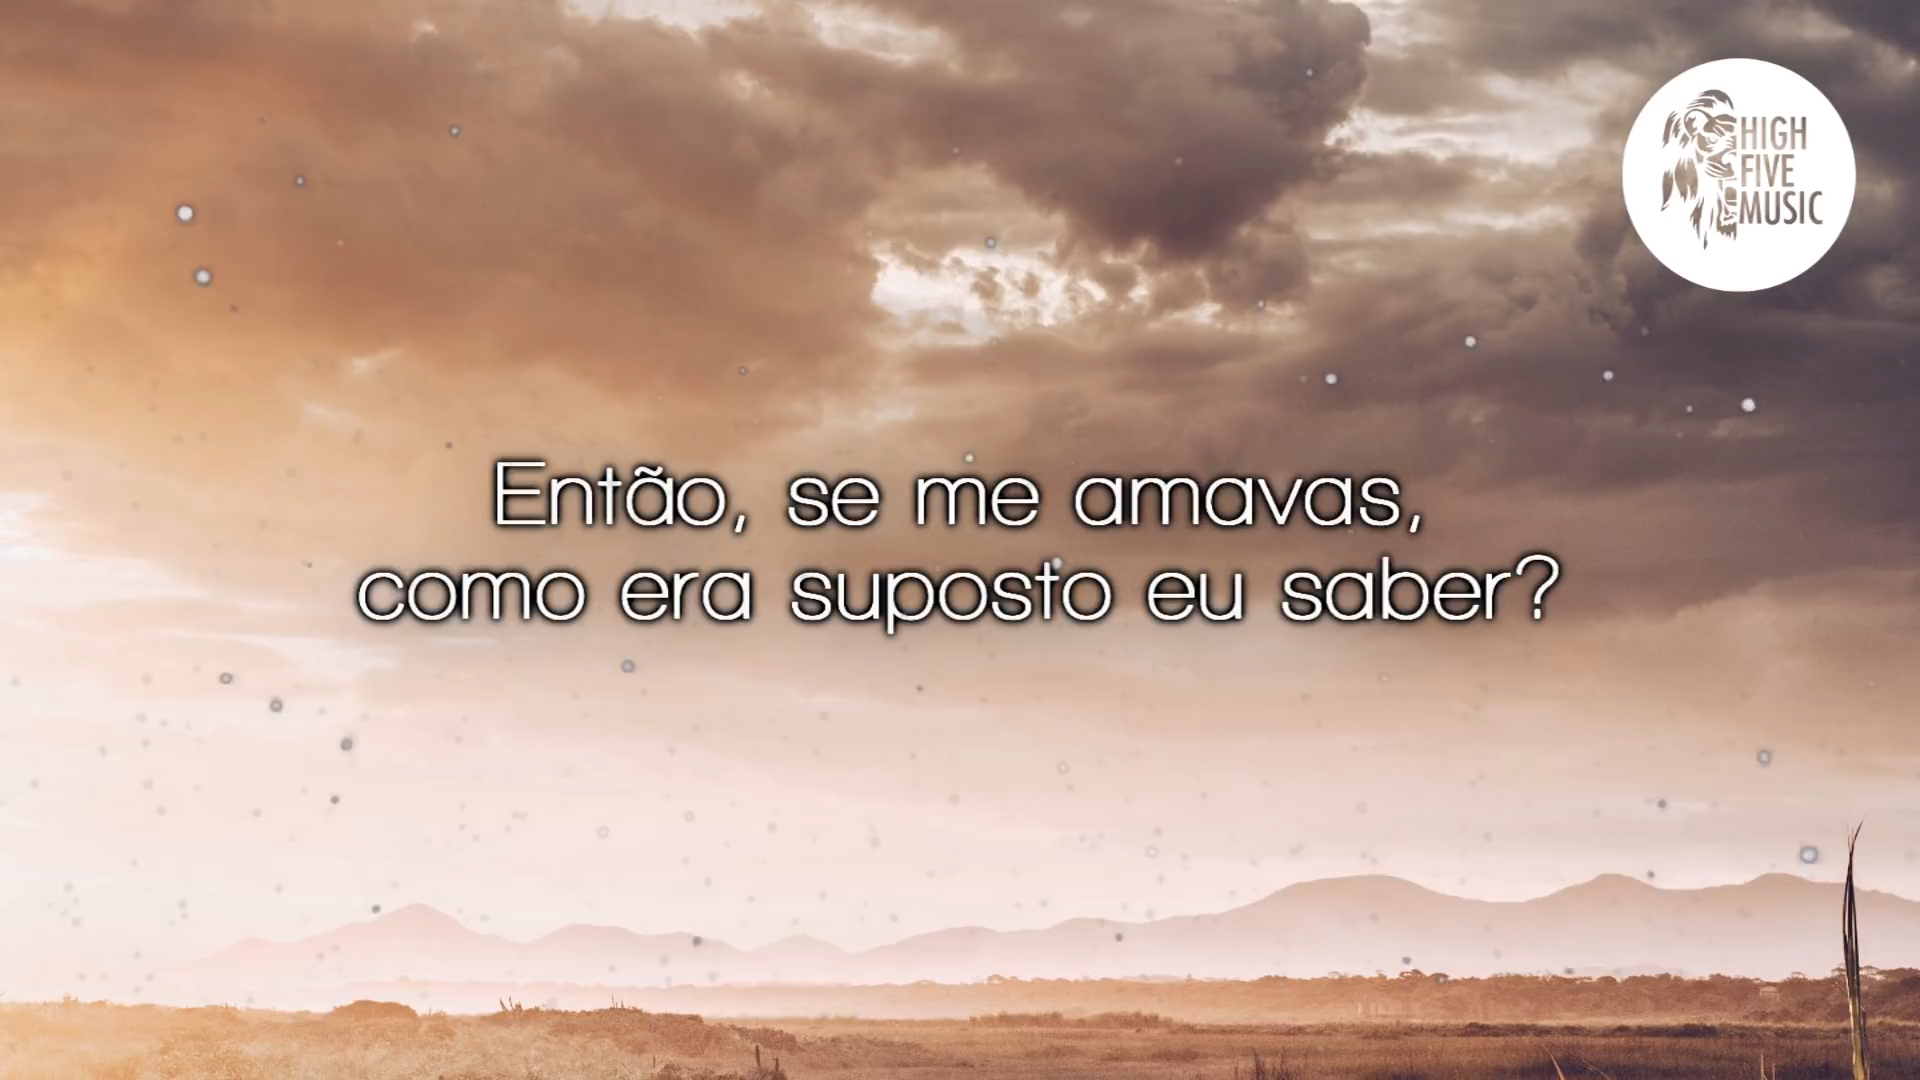 HIGH
FIVE
MUSIC
Então, se me amavas,
como era suposto eu saber?